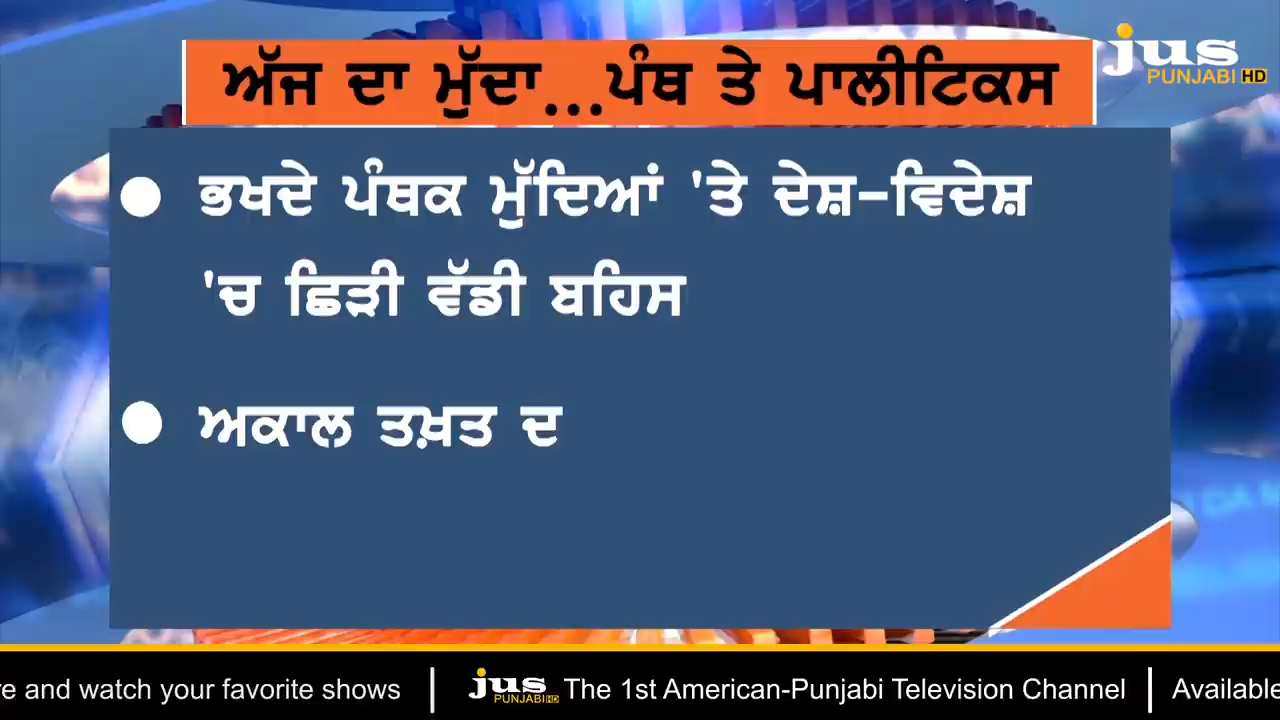 ਅੱਜ ਦਾ ਮੁੱਦਾ...ਪੰਥ ਤੇ ਪਾਲੀਟਿਕਸ
jus
PUNJABI HD
ਭਖਦੇ ਪੰਥਕ ਮੁੱਦਿਆਂ 'ਤੇ ਦੇਸ਼-ਵਿਦੇਸ਼
'ਚ ਛਿੜੀ ਵੱਡੀ ਬਹਿਸ
ਅਕਾਲ ਤਖ਼ਤ ਦ
DA M
re and watch your favorite shows | jus PUNJABI HD The 1st American-Punjabi Television Channel | Available